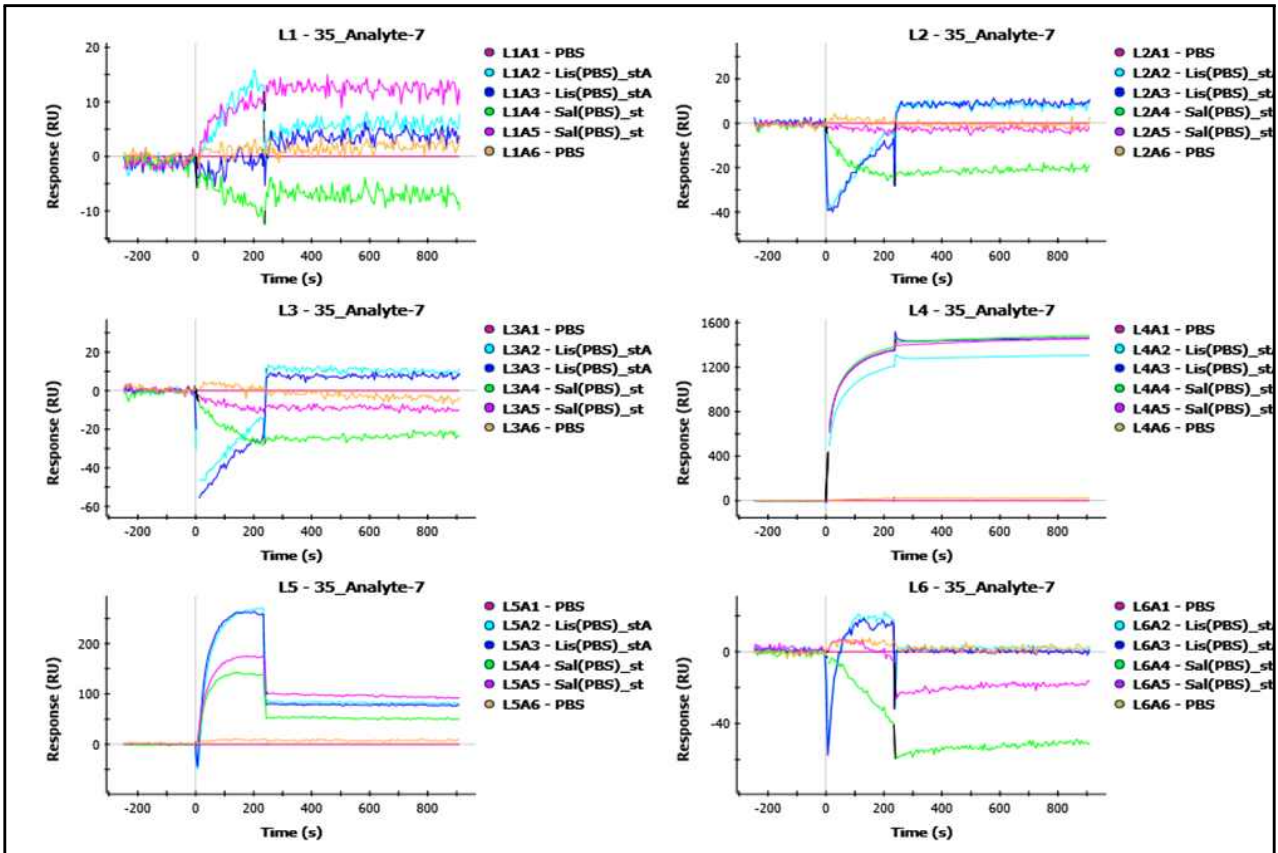 L1 - 35_Analyte-7
Response (RU)
20
10
0
-10
-200 0 200 400 600 800
Time (s)
L1A1 - PBS
L1A2 - Lis(PBS)_stA
L1A3 - Lis(PBS)_stA
L1A4 - Sal(PBS)_st
L1A5 - Sal(PBS)_st
L1A6 - PBS
L2 - 35_Analyte-7
Response (RU)
20
0
-20
-40
-200 0 200 400 600 800
Time (s)
L2A1 - PBS
L2A2 - Lis(PBS)_stA
L2A3 - Lis(PBS)_stA
L2A4 - Sal(PBS)_st
L2A5 - Sal(PBS)_st
L2A6 - PBS
L3 - 35_Analyte-7
Response (RU)
20
0
-20
-40
-60
-200 0 200 400 600 800
Time (s)
L3A1 - PBS
L3A2 - Lis(PBS)_stA
L3A3 - Lis(PBS)_stA
L3A4 - Sal(PBS)_st
L3A5 - Sal(PBS)_st
L3A6 - PBS
L4 - 35_Analyte-7
Response (RU)
1600
1200
800
400
0
-200 0 200 400 600 800
Time (s)
L4A1 - PBS
L4A2 - Lis(PBS)_stA
L4A3 - Lis(PBS)_stA
L4A4 - Sal(PBS)_st
L4A5 - Sal(PBS)_st
L4A6 - PBS
L5 - 35_Analyte-7
Response (RU)
200
100
0
-200 0 200 400 600 800
Time (s)
L5A1 - PBS
L5A2 - Lis(PBS)_stA
L5A3 - Lis(PBS)_stA
L5A4 - Sal(PBS)_st
L5A5 - Sal(PBS)_st
L5A6 - PBS
L6 - 35_Analyte-7
Response (RU)
0
-40
-200 0 200 400 600 800
Time (s)
L6A1 - PBS
L6A2 - Lis(PBS)_stA
L6A3 - Lis(PBS)_stA
L6A4 - Sal(PBS)_st
L6A5 - Sal(PBS)_st
L6A6 - PBS